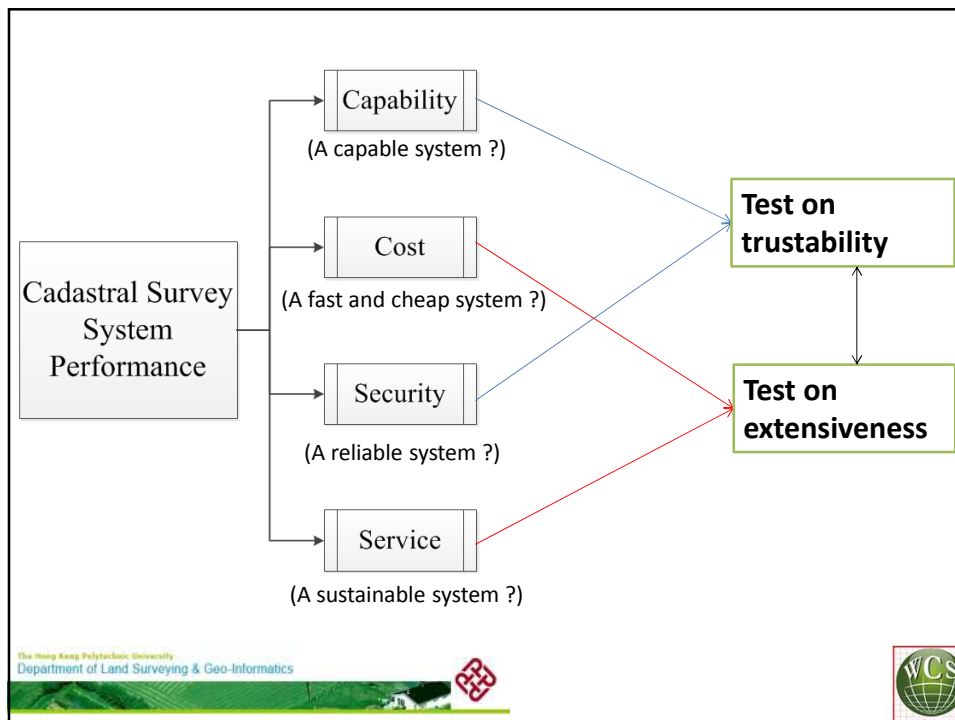 Capability
(A capable system ?)
Test on
trustability
Cost
(A fast and cheap system ?)
Cadastral Survey
System
Performance
Security
(A reliable system ?)
Test on
extensiveness
Service
(A sustainable system ?)
The Hong Kong Polytechnic University
Department of Land Surveying & Geo-Informatics
WCS